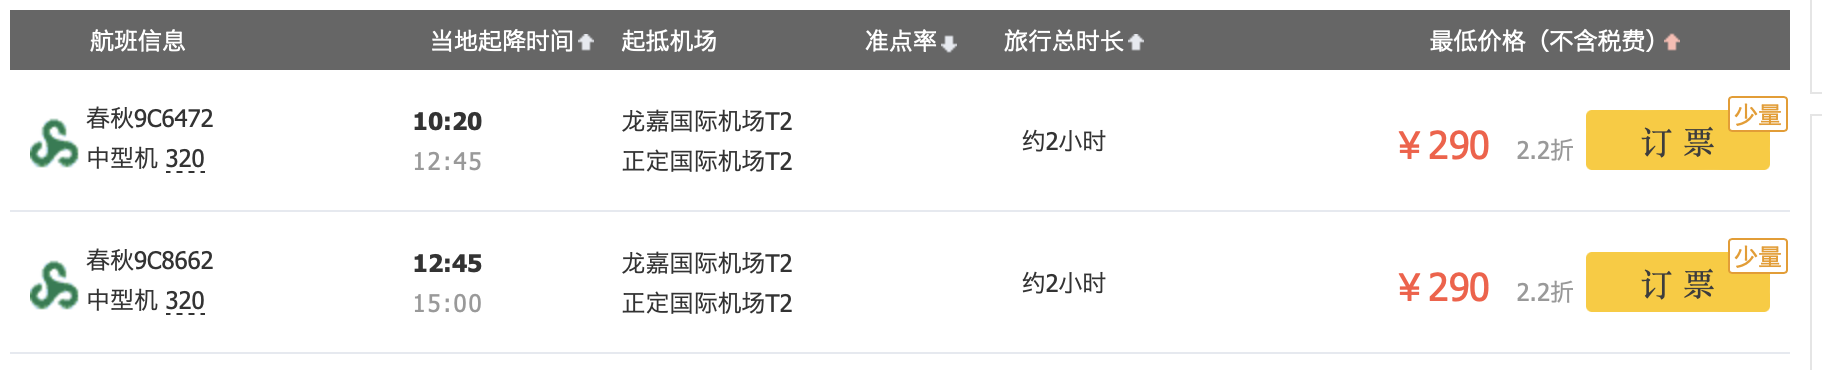 航班信息 当地起降时间 起抵机场 准点率 旅行总时长 最低价格（不含税费）
春秋9C6472 10:20 龙嘉国际机场T2 约2小时 ¥290 2.2折 订票 少量
中型机 320 12:45 正定国际机场T2
春秋9C8662 12:45 龙嘉国际机场T2 约2小时 ¥290 2.2折 订票 少量
中型机 320 15:00 正定国际机场T2